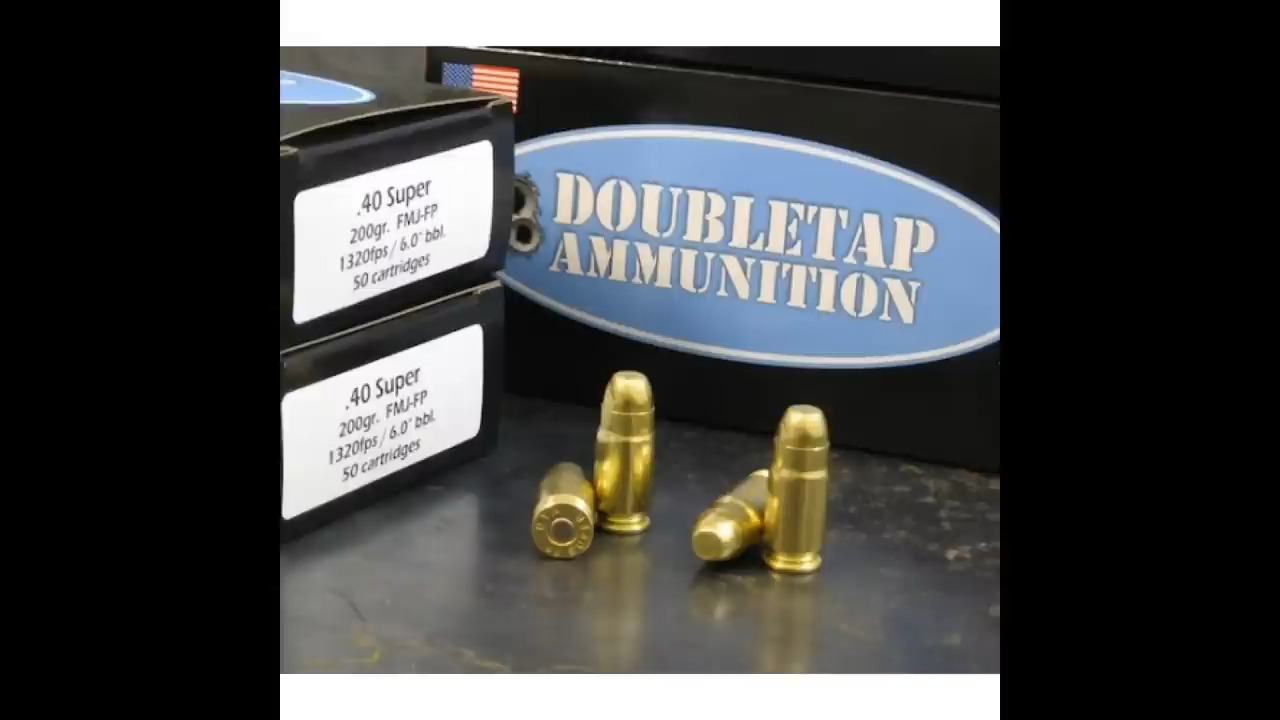 .40 Super
200gr. FMJ-FP
1320fps / 6.0" bbl.
50 cartridges
.40 Super
200gr. FMJ-FP
1320fps / 6.0" bbl.
50 cartridges
DOUBLETAP
AMMUNITION